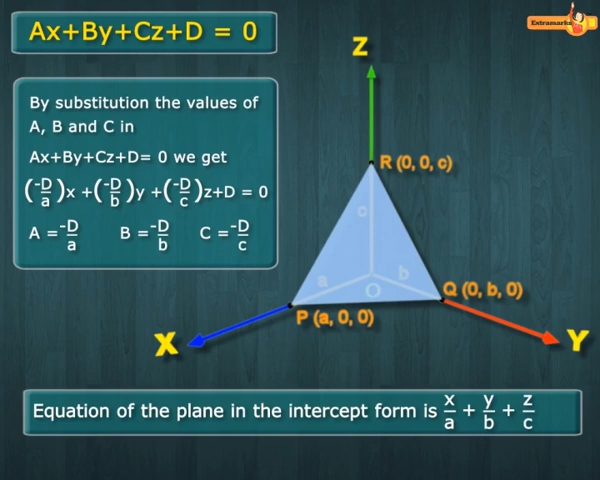 Ax+By+Cz+D = 0
Extramarks
Z
By substitution the values of
A, B and C in
Ax+By+Cz+D= 0 we get
(-D/a)x +(-D/b)y +(-D/c)z+D = 0
A =-D/a B =-D/b C =-D/c
R (0, 0, c)
c
a
b
O
Q (0, b, 0)
P (a, 0, 0)
X
Y
Equation of the plane in the intercept form is x/a + y/b + z/c